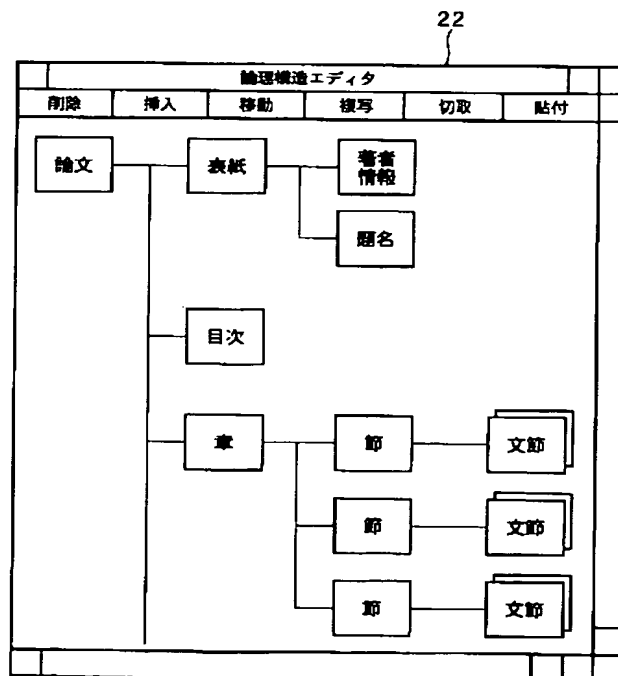 22
論理構造エディタ
削除 挿入 移動 複写 切取 貼付
論文 表紙 著者
情報
題名
目次
章 節 文節
節 文節
節 文節